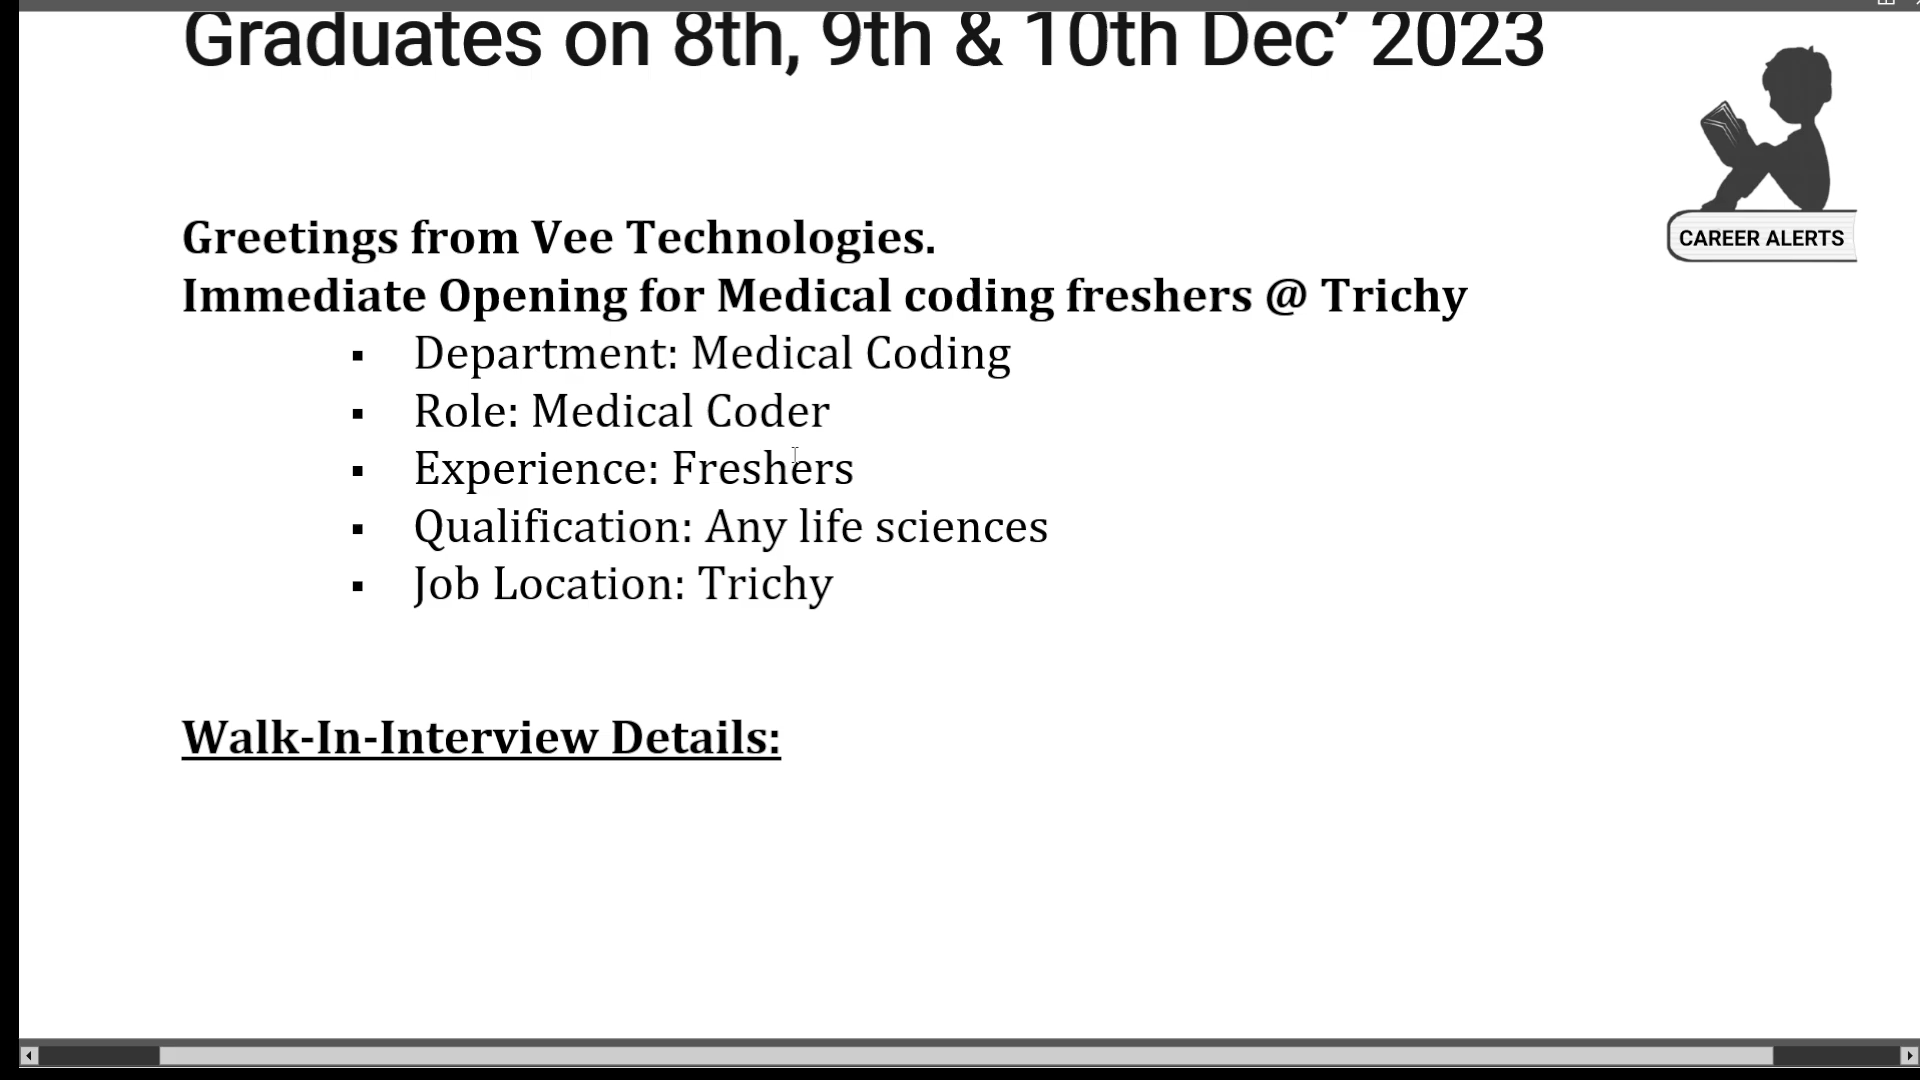 Graduates on 8th, 9th & 10th Dec’ 2023
CAREER ALERTS
Greetings from Vee Technologies.
Immediate Opening for Medical coding freshers @ Trichy
▪ Department: Medical Coding
▪ Role: Medical Coder
▪ Experience: Freshers
▪ Qualification: Any life sciences
▪ Job Location: Trichy
Walk-In-Interview Details: